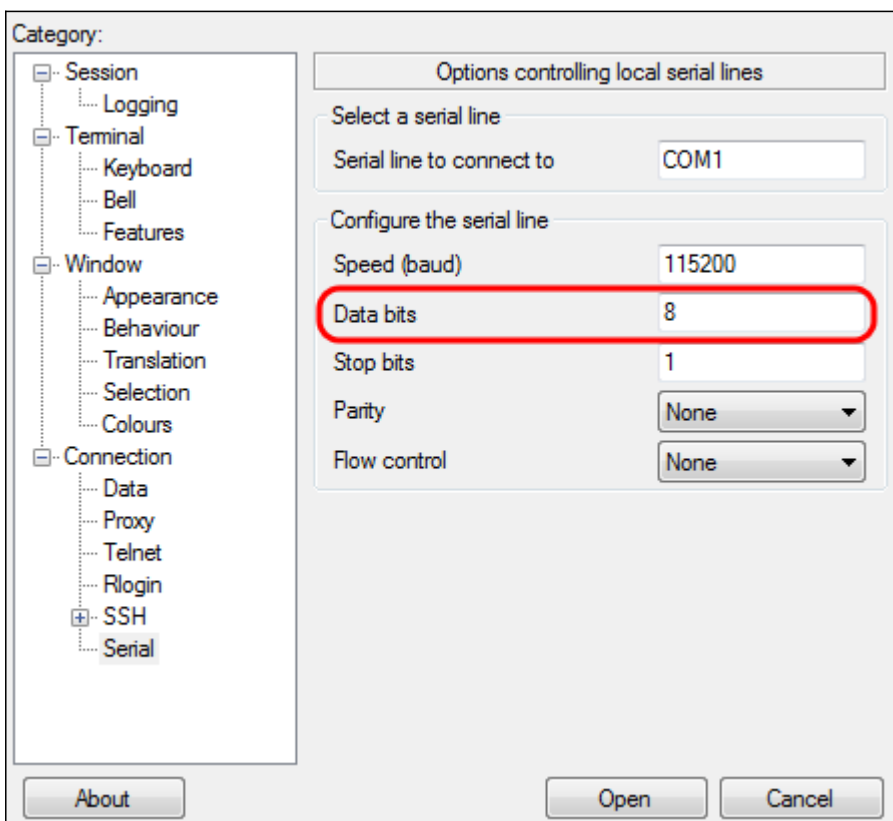 Category:
Session
Logging
Terminal
Keyboard
Bell
Features
Window
Appearance
Behaviour
Translation
Selection
Colours
Connection
Data
Proxy
Telnet
Rlogin
SSH
Serial
Options controlling local serial lines
Select a serial line
Serial line to connect to COM1
Configure the serial line
Speed (baud) 115200
Data bits 8
Stop bits 1
Parity None
Flow control None
About Open Cancel